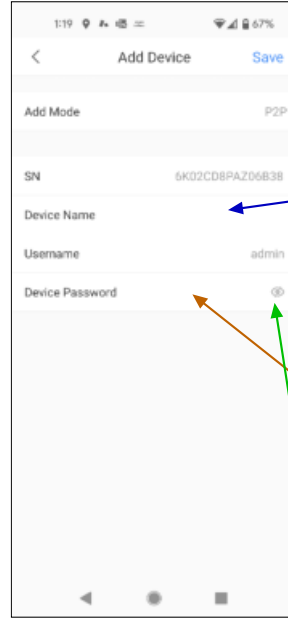 1:19 67%
Add Device Save
Add Mode P2P
SN 6K02CD8PAZ06B38
Device Name
Username admin
Device Password